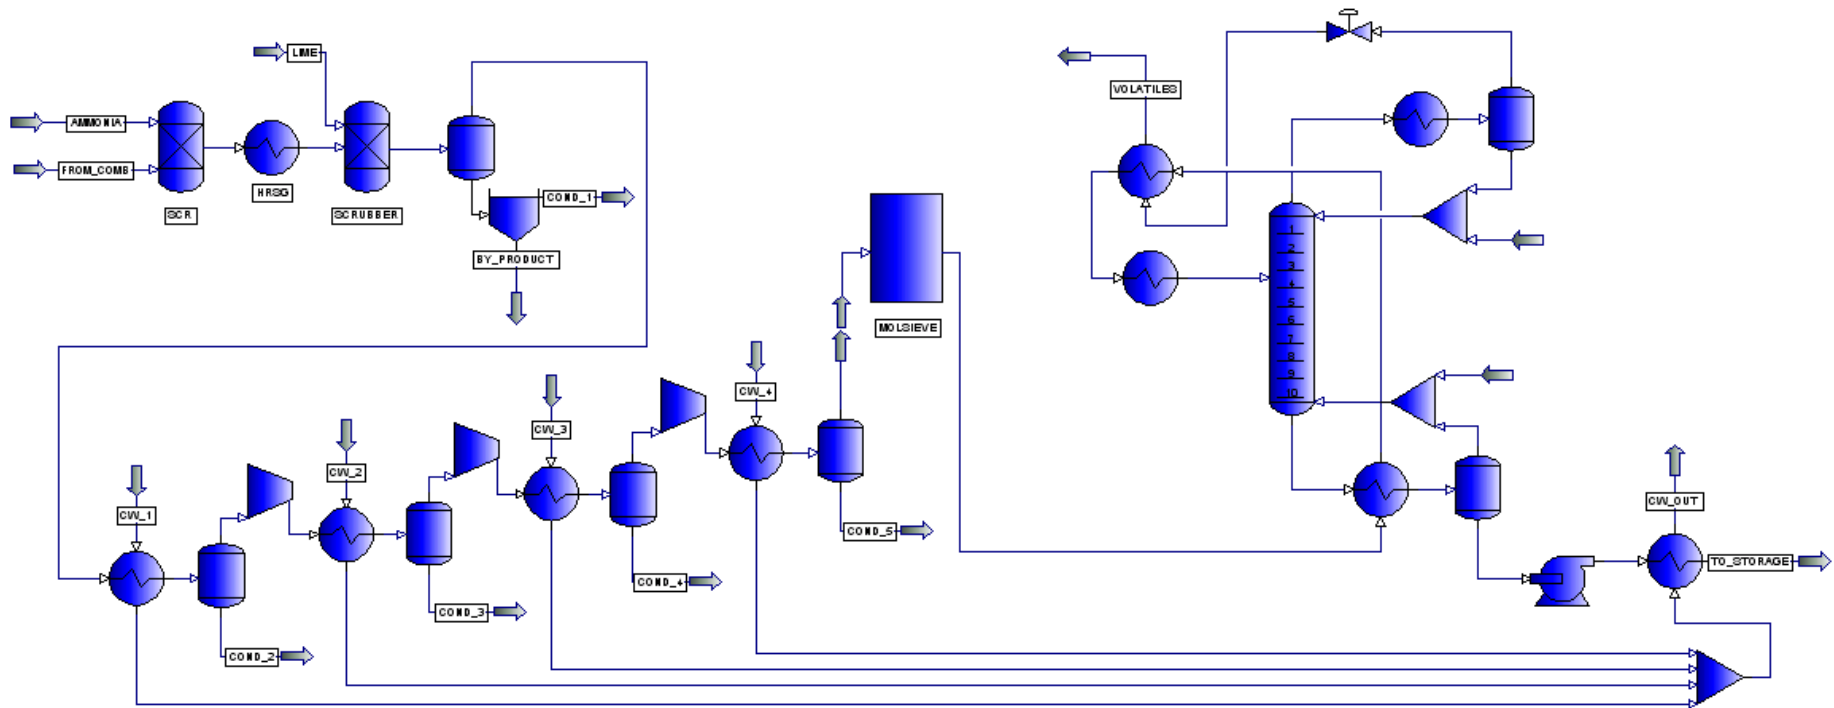 LIME
AMMONIA
FROM_COMB
SCR
HRSG
SCRUBBER
COND_1
BY_PRODUCT
VOLATILES
1
2
3
4
5
6
7
8
9
10
MOLSIEVE
CW_4
CW_3
CW_2
CW_1
COND_5
COND_4
COND_3
COND_2
CW_OUT
TO_STORAGE